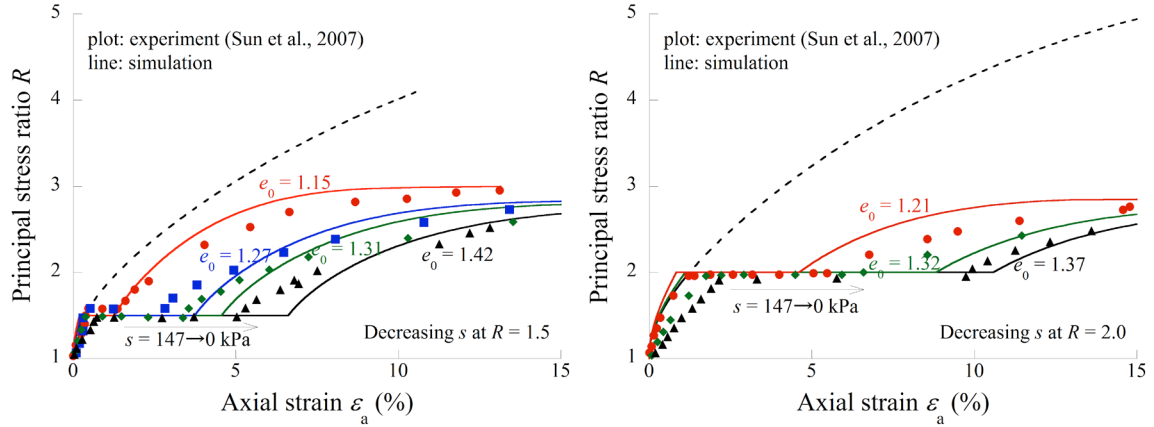 5
4
3
2
1
Principal stress ratio R
plot: experiment (Sun et al., 2007)
line: simulation
e0 = 1.15
e0 = 1.27
e0 = 1.31
e0 = 1.42
s = 147→0 kPa
Decreasing s at R = 1.5
0
5
10
15
Axial strain εa (%)
5
4
3
2
1
Principal stress ratio R
plot: experiment (Sun et al., 2007)
line: simulation
e0 = 1.21
e0 = 1.32
e0 = 1.37
s = 147→0 kPa
Decreasing s at R = 2.0
0
5
10
15
Axial strain εa (%)